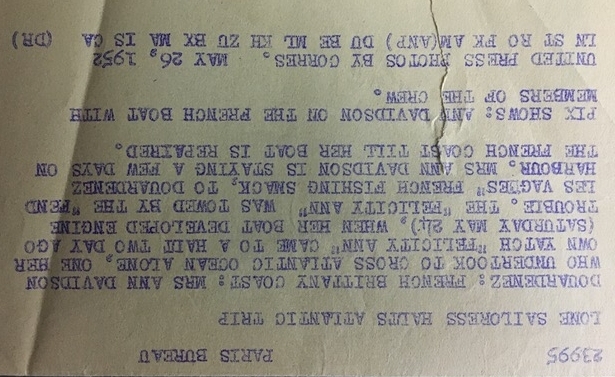 23995 PARIS BUREAU
LONE SAILORESS HALTS ATLANTIC TRIP
DOUARDENEZ: FRENCH BRITTANY COAST: MRS ANN DAVIDSON
WHO UNDERTOOK TO CROSS ATLANTIC OCEAN ALONE, ONE HER
OWN YATCH "FELICITY ANN" CAME TO A HALT TWO DAY AGO
(SATURDAY MAY 24), WHEN HER BOAT DEVELOPED ENGINE
TROUBLE. THE "FELICITY ANN" WAS TOWED BY THE "FEND
LES VAGUES" FRENCH FISHING SMACK, TO DOUARDENEZ
HARBOUR. MRS ANN DAVIDSON IS STAYING A FEW DAYS ON
THE FRENCH COAST TILL HER BOAT IS REPAIRED.
PIX SHOWS: ANN DAVIDSON ON THE FRENCH BOAT WITH
MEMBERS OF THE CREW.
UNITED PRESS PHOTOS BY CORRES. MAY 26, 1952
LN ST RO FK AM(ANP) DU BE ML KH ZU BX MA IS CA (DR)